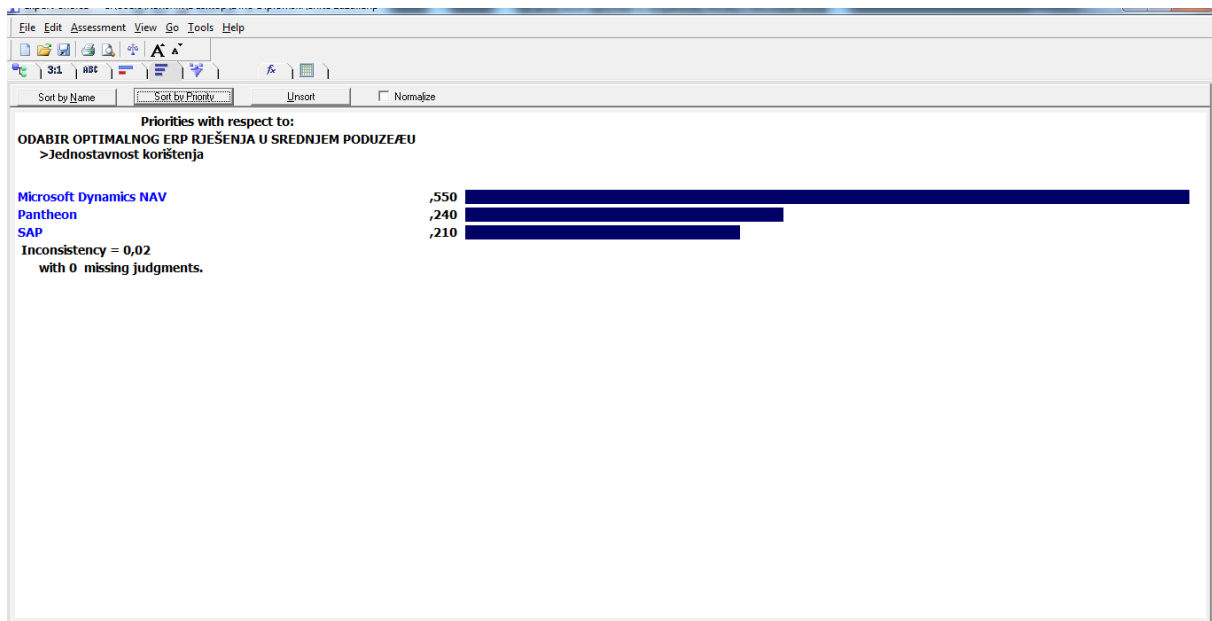 File Edit Assessment View Go Tools Help
A A
3:1 ABC fx
Sort by Name Sort by Priority Unsort Normalize
Priorities with respect to:
ODABIR OPTIMALNOG ERP RJEŠENJA U SREDNJEM PODUZEÆU
>Jednostavnost korištenja
Microsoft Dynamics NAV ,550
Pantheon ,240
SAP ,210
Inconsistency = 0,02
with 0 missing judgments.